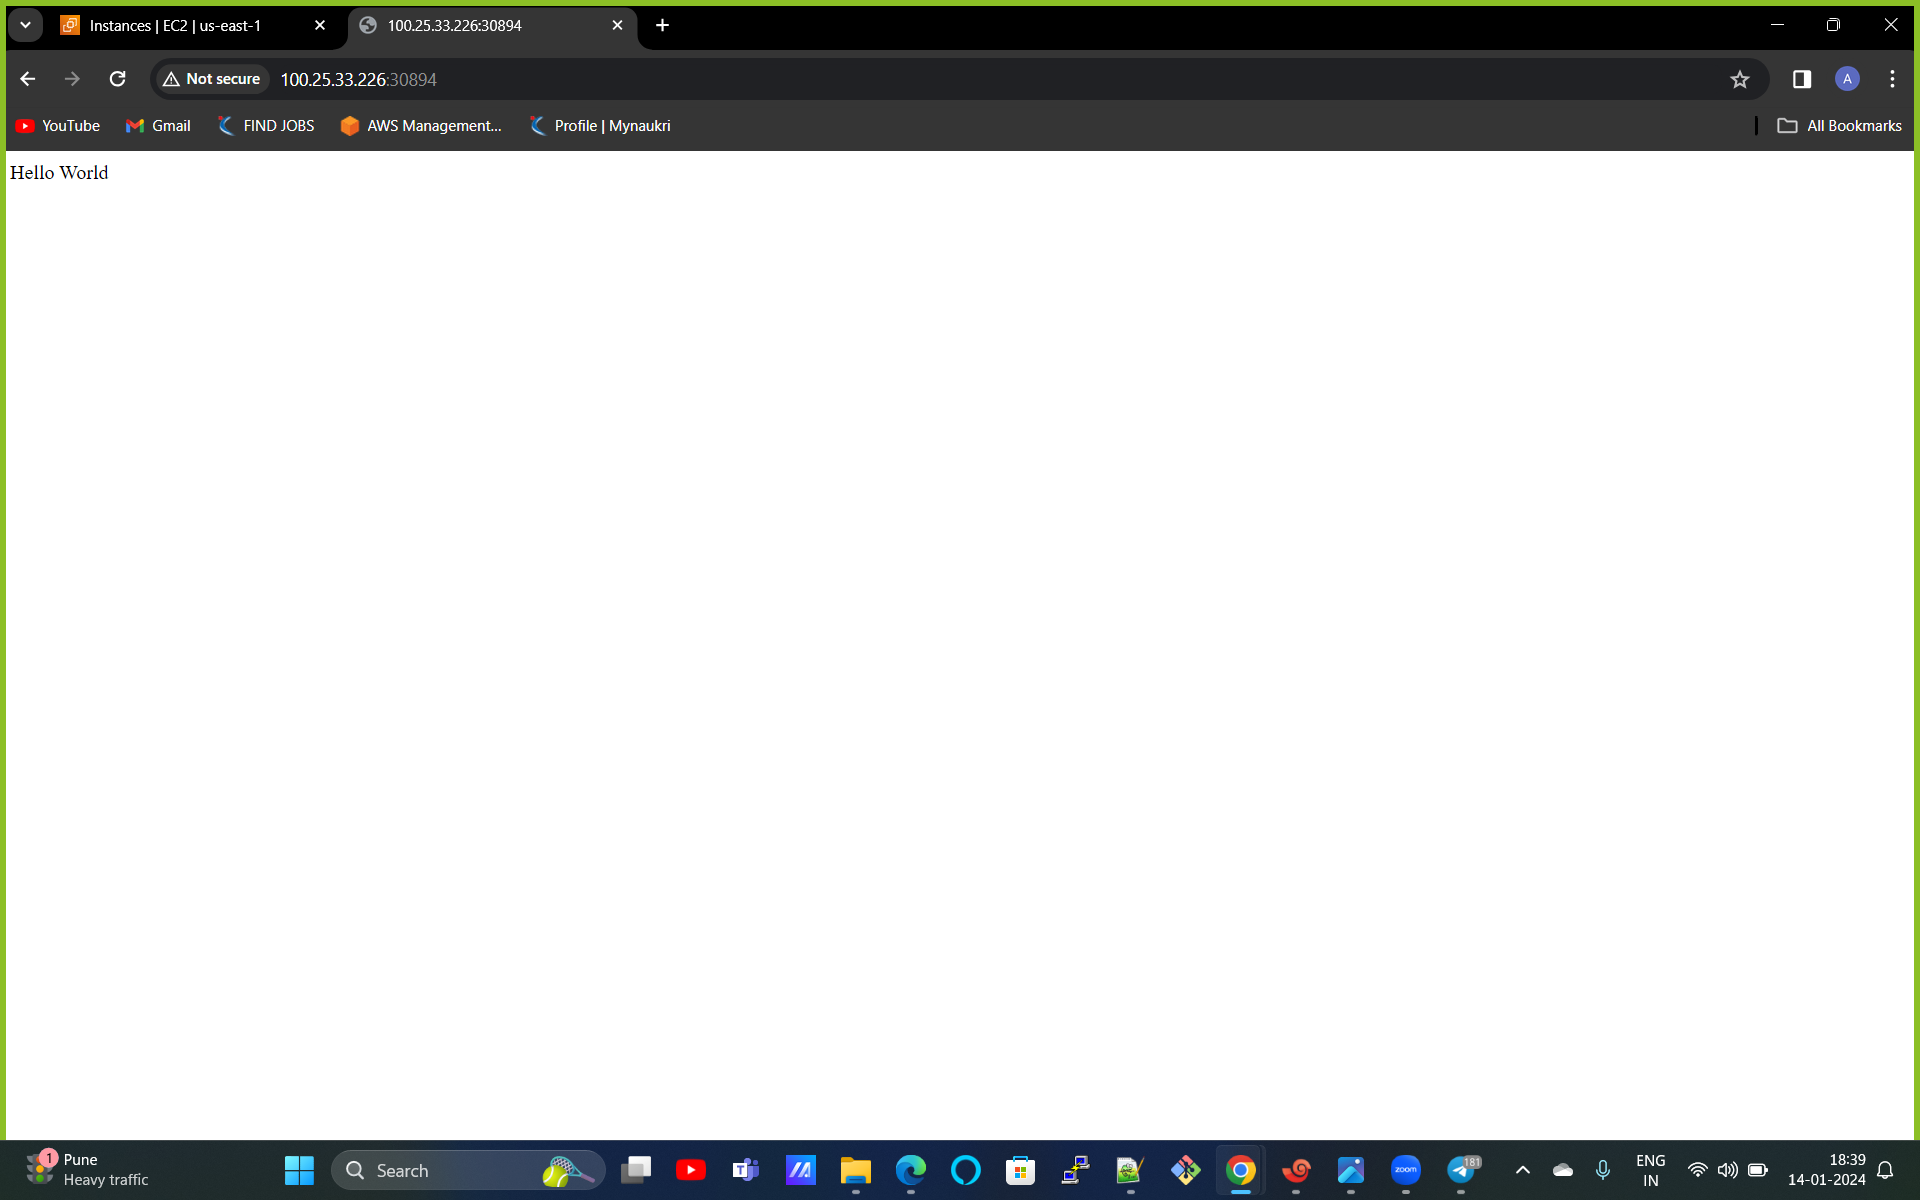 Instances | EC2 | us-east-1
100.25.33.226:30894
Not secure
100.25.33.226:30894
A
YouTube
Gmail
FIND JOBS
AWS Management...
Profile | Mynaukri
All Bookmarks
Hello World
1
Pune
Heavy traffic
Search
zoom
181
ENG
IN
18:39
14-01-2024